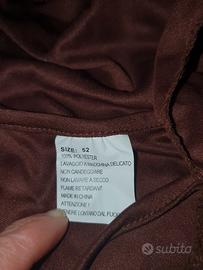 SIZE: 52
100% POLYESTER
LAVAGGIO A MACCHINA DELICATO
NON CANDEGGIARE
NON LAVARE A SECCO
FLAME RETARDANT
MADE IN CHINA
ATTENZIONE!
TENERE LONTANO DAL FUOCO
subito